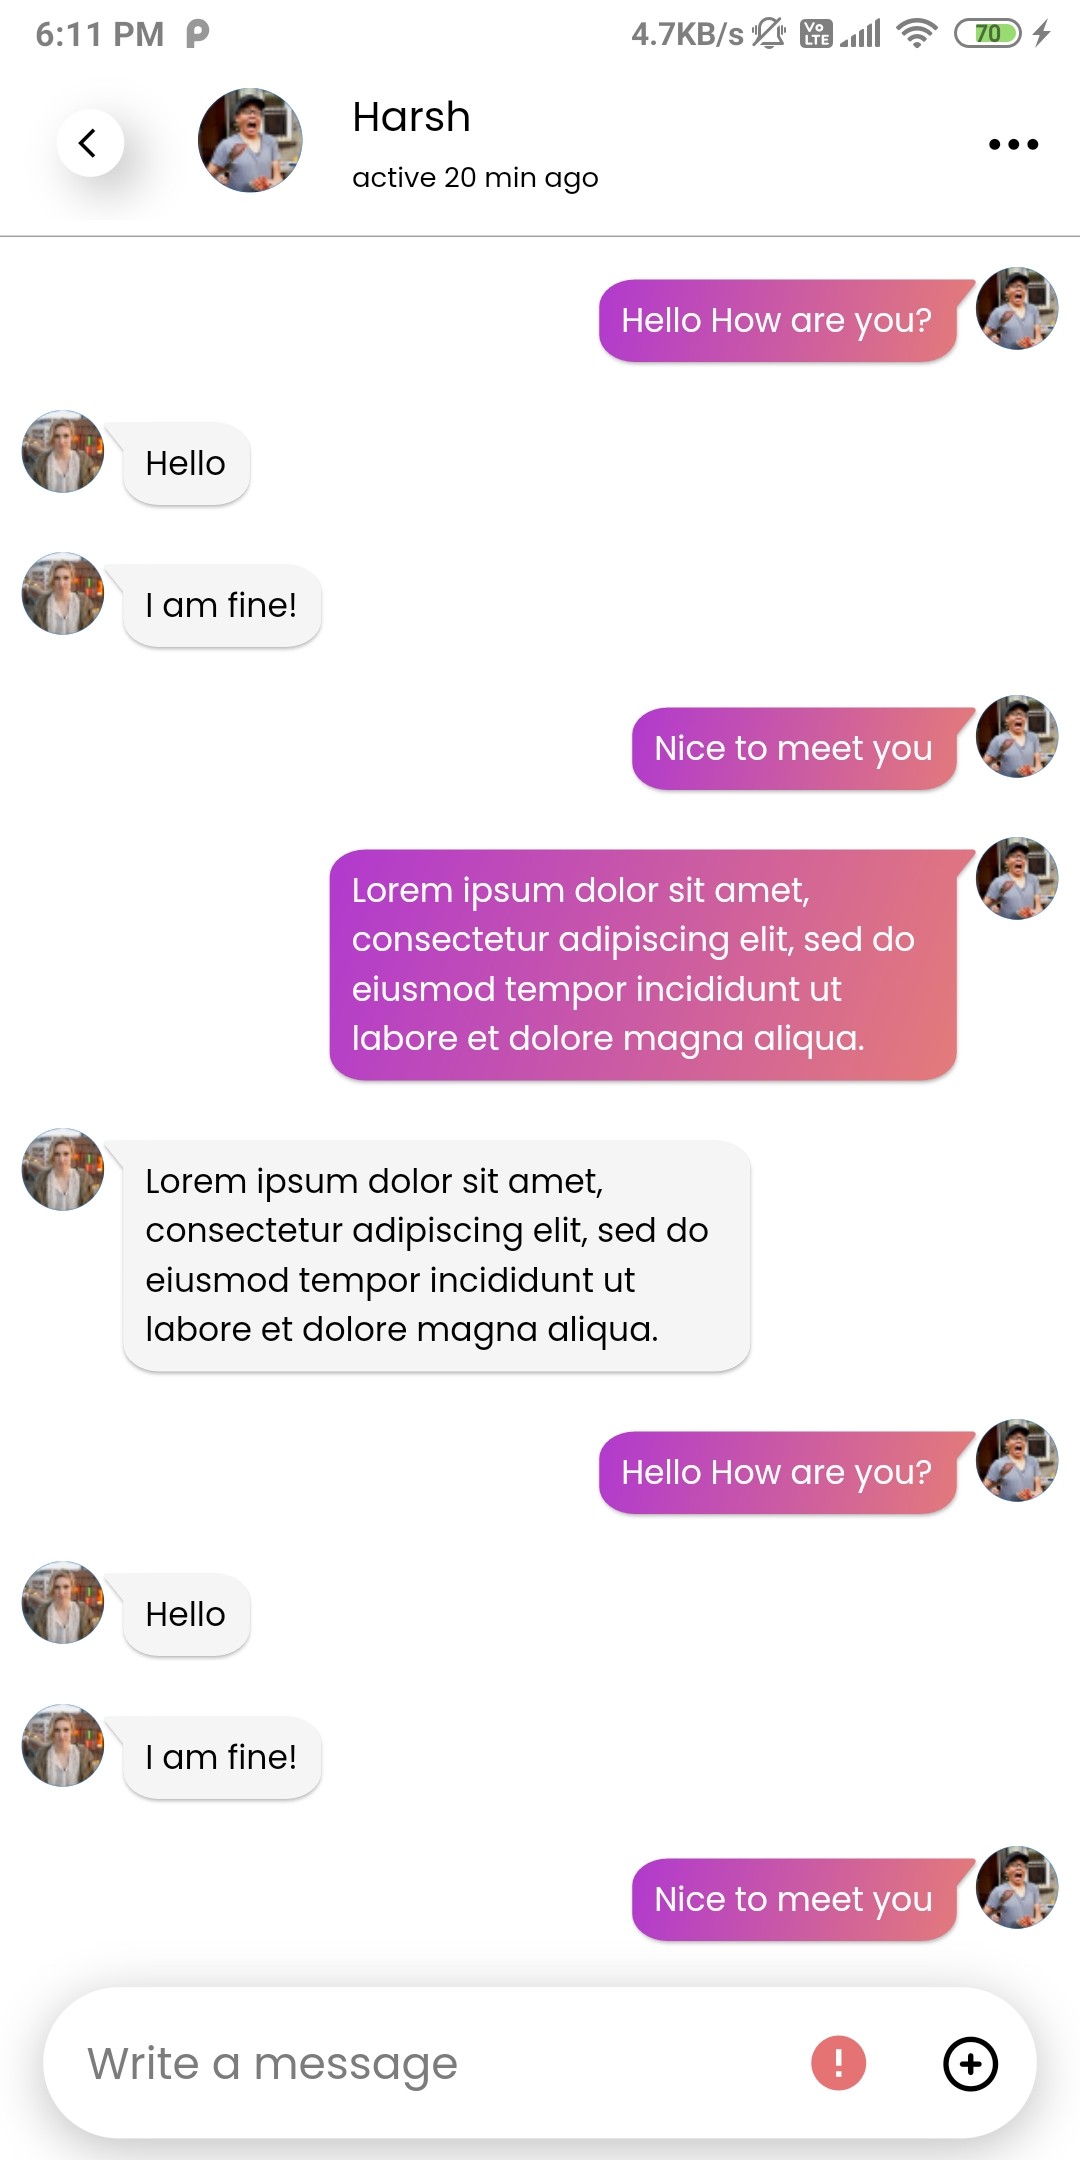 6:11 PM
4.7KB/s
Vo
LTE
70
Harsh
active 20 min ago
Hello How are you?
Hello
I am fine!
Nice to meet you
Lorem ipsum dolor sit amet,
consectetur adipiscing elit, sed do
eiusmod tempor incididunt ut
labore et dolore magna aliqua.
Lorem ipsum dolor sit amet,
consectetur adipiscing elit, sed do
eiusmod tempor incididunt ut
labore et dolore magna aliqua.
Hello How are you?
Hello
I am fine!
Nice to meet you
Write a message